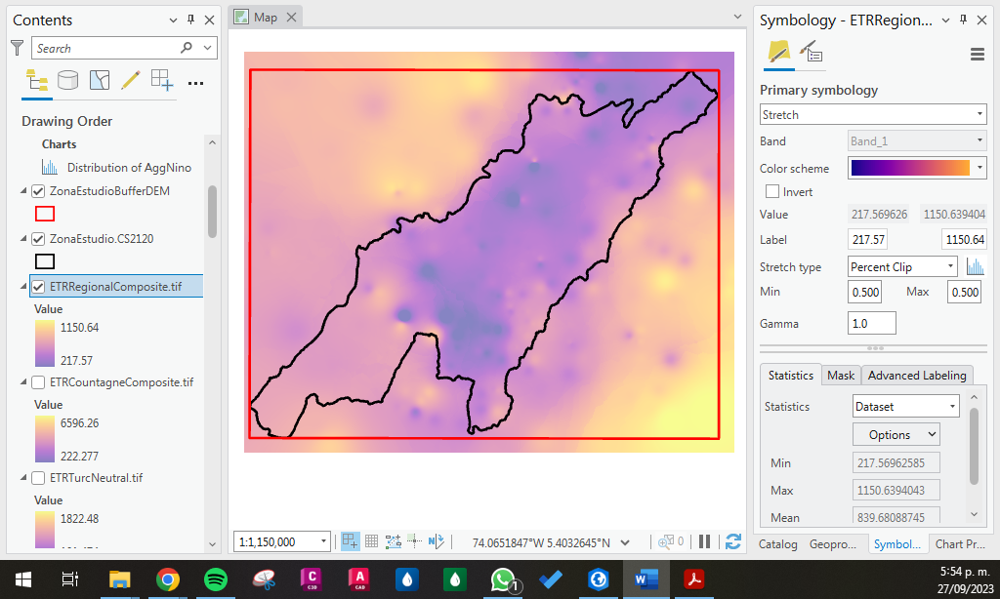 Contents
Search
Drawing Order
Charts
Distribution of AggNino
ZonaEstudioBufferDEM
ZonaEstudio.CS2120
ETRRegionalComposite.tif
Value
1150.64
217.57
ETRCountagneComposite.tif
Value
6596.26
222.277
ETRTurcNeutral.tif
Value
1822.48
Map
1:1,150,000
74.0651847°W 5.4032645°N
0
Symbology - ETRRegion...
Primary symbology
Stretch
Band Band_1
Color scheme
Invert
Value 217.569626 1150.639404
Label 217.57 1150.64
Stretch type Percent Clip
Min 0.500 Max 0.500
Gamma 1.0
Statistics Mask Advanced Labeling
Statistics Dataset
Options
Min 217.56962585
Max 1150.6394043
Mean 839.68088745
Catalog Geopro... Symbol... Chart Pr...
C
C3D
A
CAD
1
W
5:54 p. m.
27/09/2023